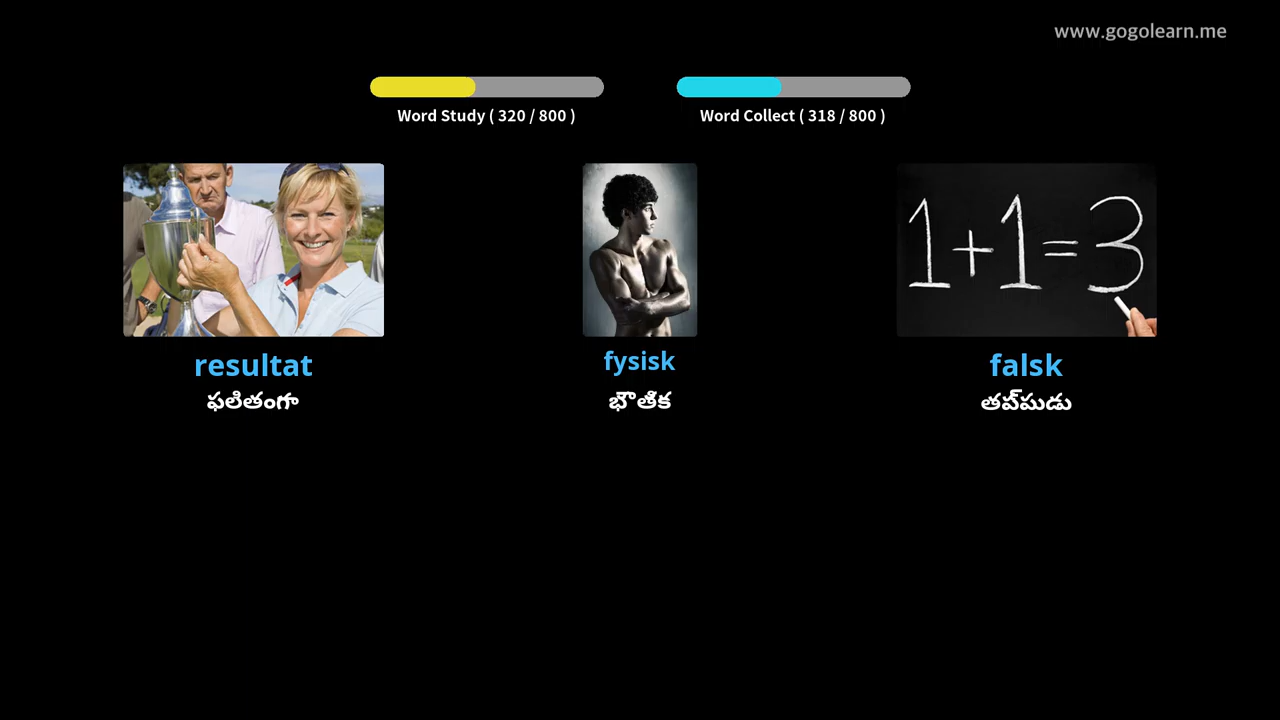 www.gogolearn.me
Word Study ( 320 / 800 )
Word Collect ( 318 / 800 )
1+1=3
resultat
fysisk
falsk
ఫలితంగా
భౌతిక
తప్పుడు